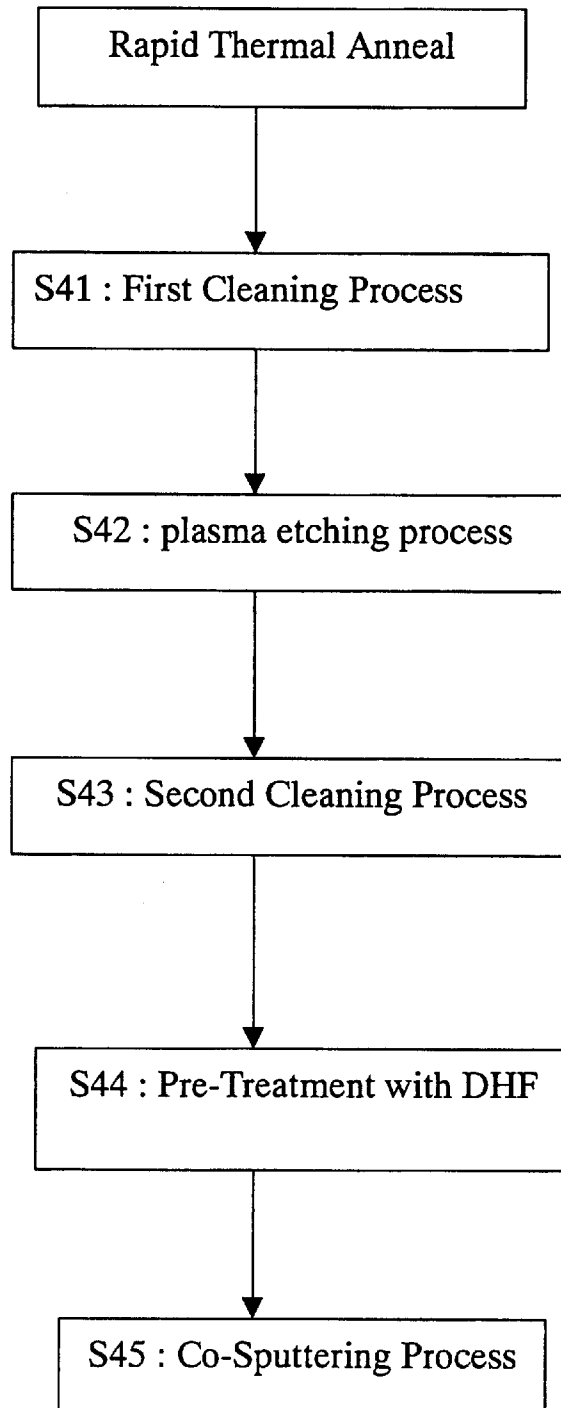 Rapid Thermal Anneal
S41 : First Cleaning Process
S42 : plasma etching process
S43 : Second Cleaning Process
S44 : Pre-Treatment with DHF
S45 : Co-Sputtering Process